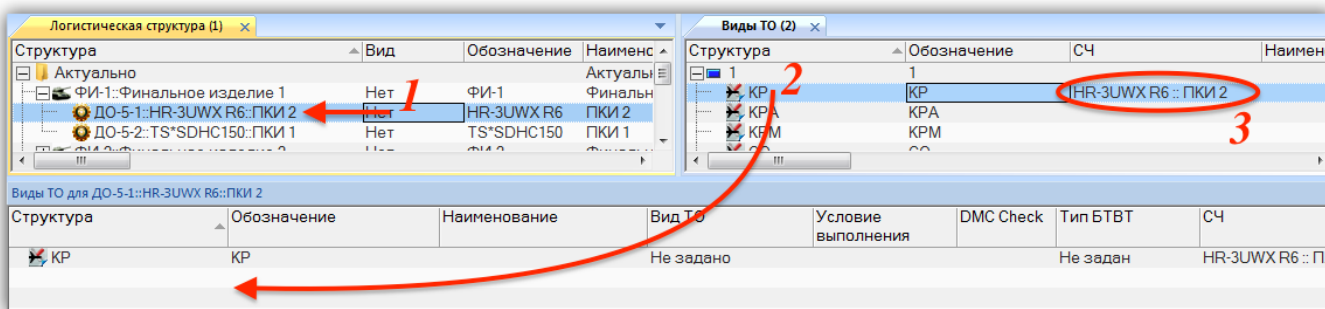 Логистическая структура (1)
Структура Вид Обозначение Наименс
Актуально Актуаль
ФИ-1::Финальное изделие 1 Нет ФИ-1 Финальн
ДО-5-1::HR-3UWX R6::ПКИ 2 Нет HR-3UWX R6 ПКИ 2
ДО-5-2::TS*SDHC150::ПКИ 1 Нет TS*SDHC150 ПКИ 1
1
Виды ТО (2)
Структура Обозначение СЧ Наимен
1 1
КР КР HR-3UWX R6 :: ПКИ 2
КРА КРА
КРМ КРМ
2
3
Виды ТО для ДО-5-1::HR-3UWX R6::ПКИ 2
Структура Обозначение Наименование Вид ТО Условие DMC Check Тип БТВТ СЧ
выполнения
КР КР Не задано Не задан HR-3UWX R6 :: П